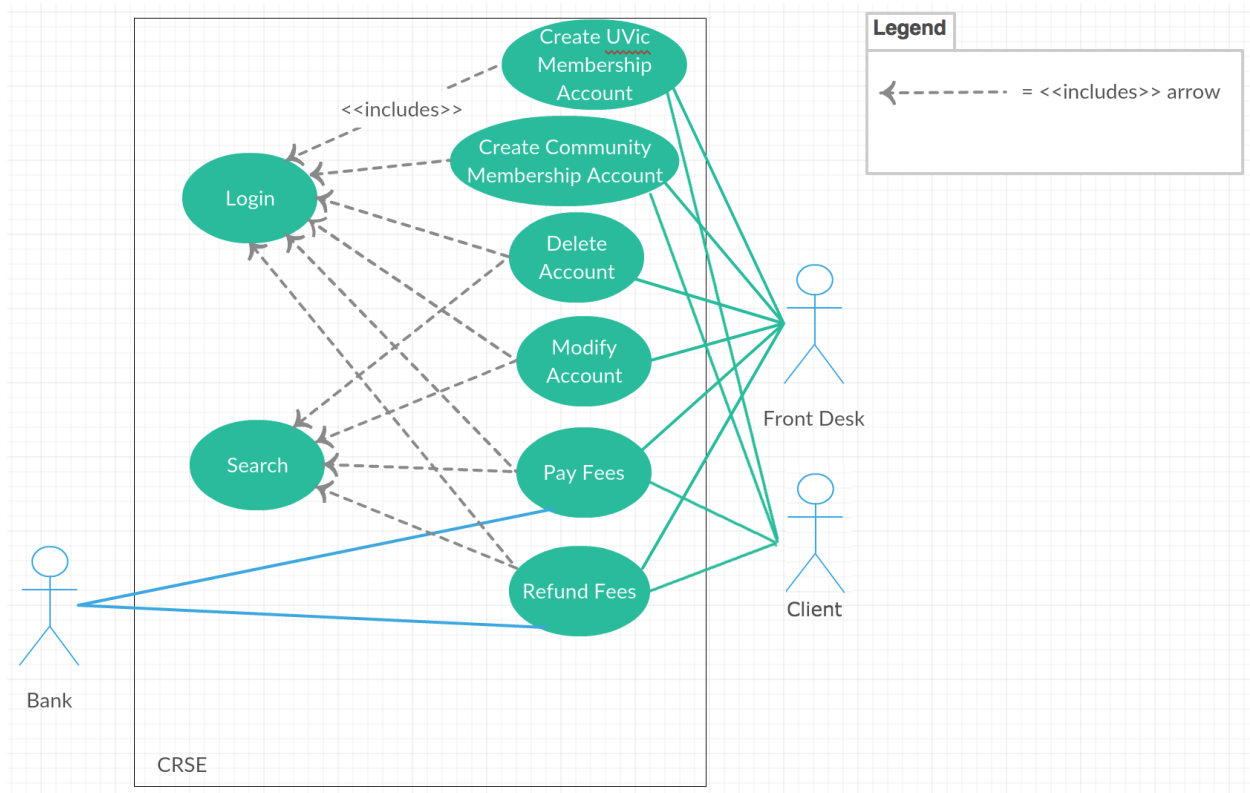 Create UVic
Membership
Account
<<includes>>
Create Community
Membership Account
Login
Delete
Account
Modify
Account
Search
Pay Fees
Refund Fees
Front Desk
Client
Bank
CRSE
Legend
= <<includes>> arrow